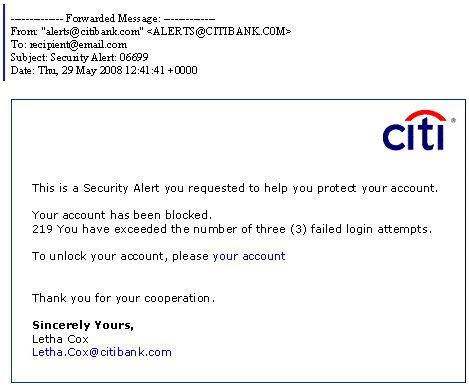 -------------- Forwarded Message: --------------
From: "alerts@citibank.com" <ALERTS@CITIBANK.C0M>
To: recipient@email.com
Subject: Security Alert: 06699
Date: Thu, 29 May 2008 12:41:41 +0000
citi®
This is a Security Alert you requested to help you protect your account.
Your account has been blocked.
219 You have exceeded the number of three (3) failed login attempts.
To unlock your account, please your account
Thank you for your cooperation.
Sincerely Yours,
Letha Cox
Letha.Cox@citibank.com